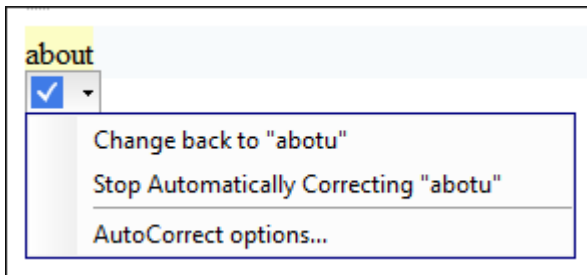 about
Change back to "abotu"
Stop Automatically Correcting "abotu"
AutoCorrect options...